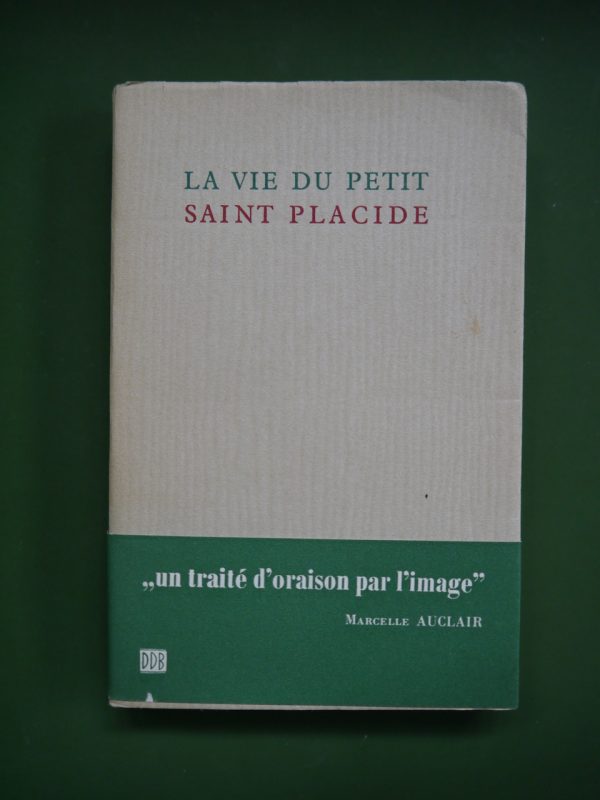 LA VIE DU PETIT
SAINT PLACIDE
„un traité d'oraison par l'image”
MARCELLE AUCLAIR
DDB